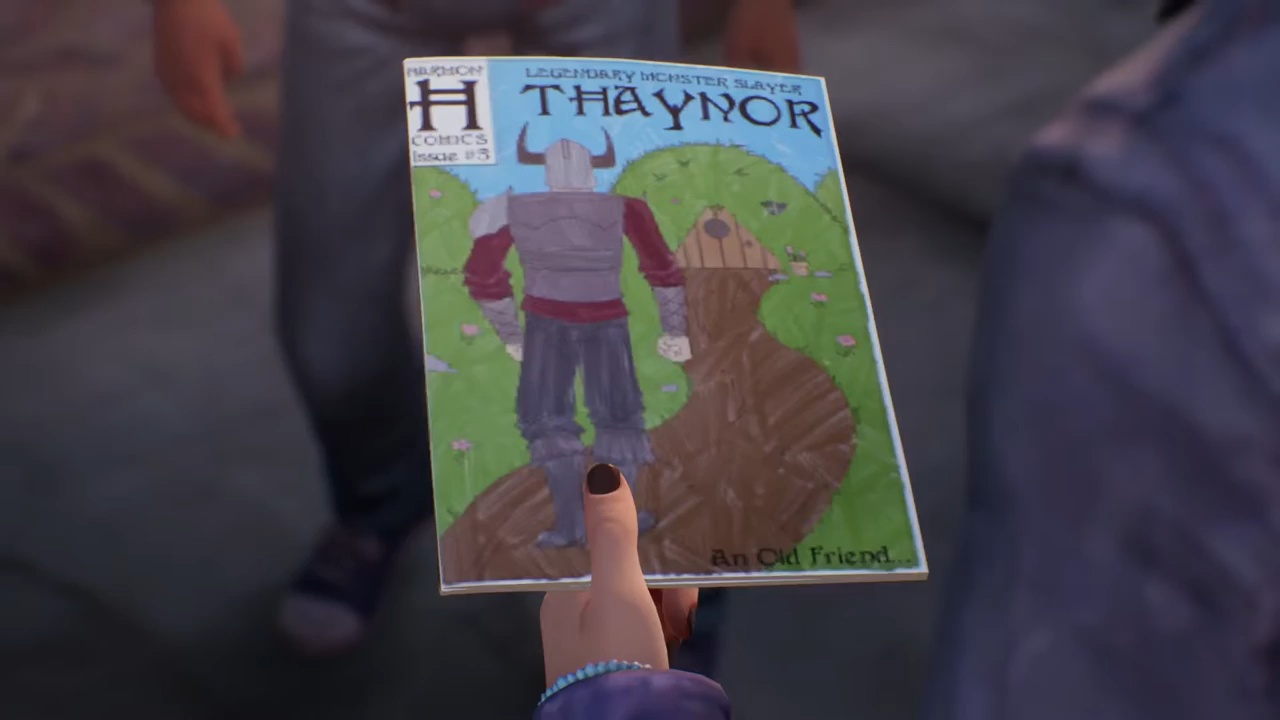 HARMON
H
COMICS
Issue #3
LEGENDARY MONSTER SLAYER
THAYNOR
An Old Friend...